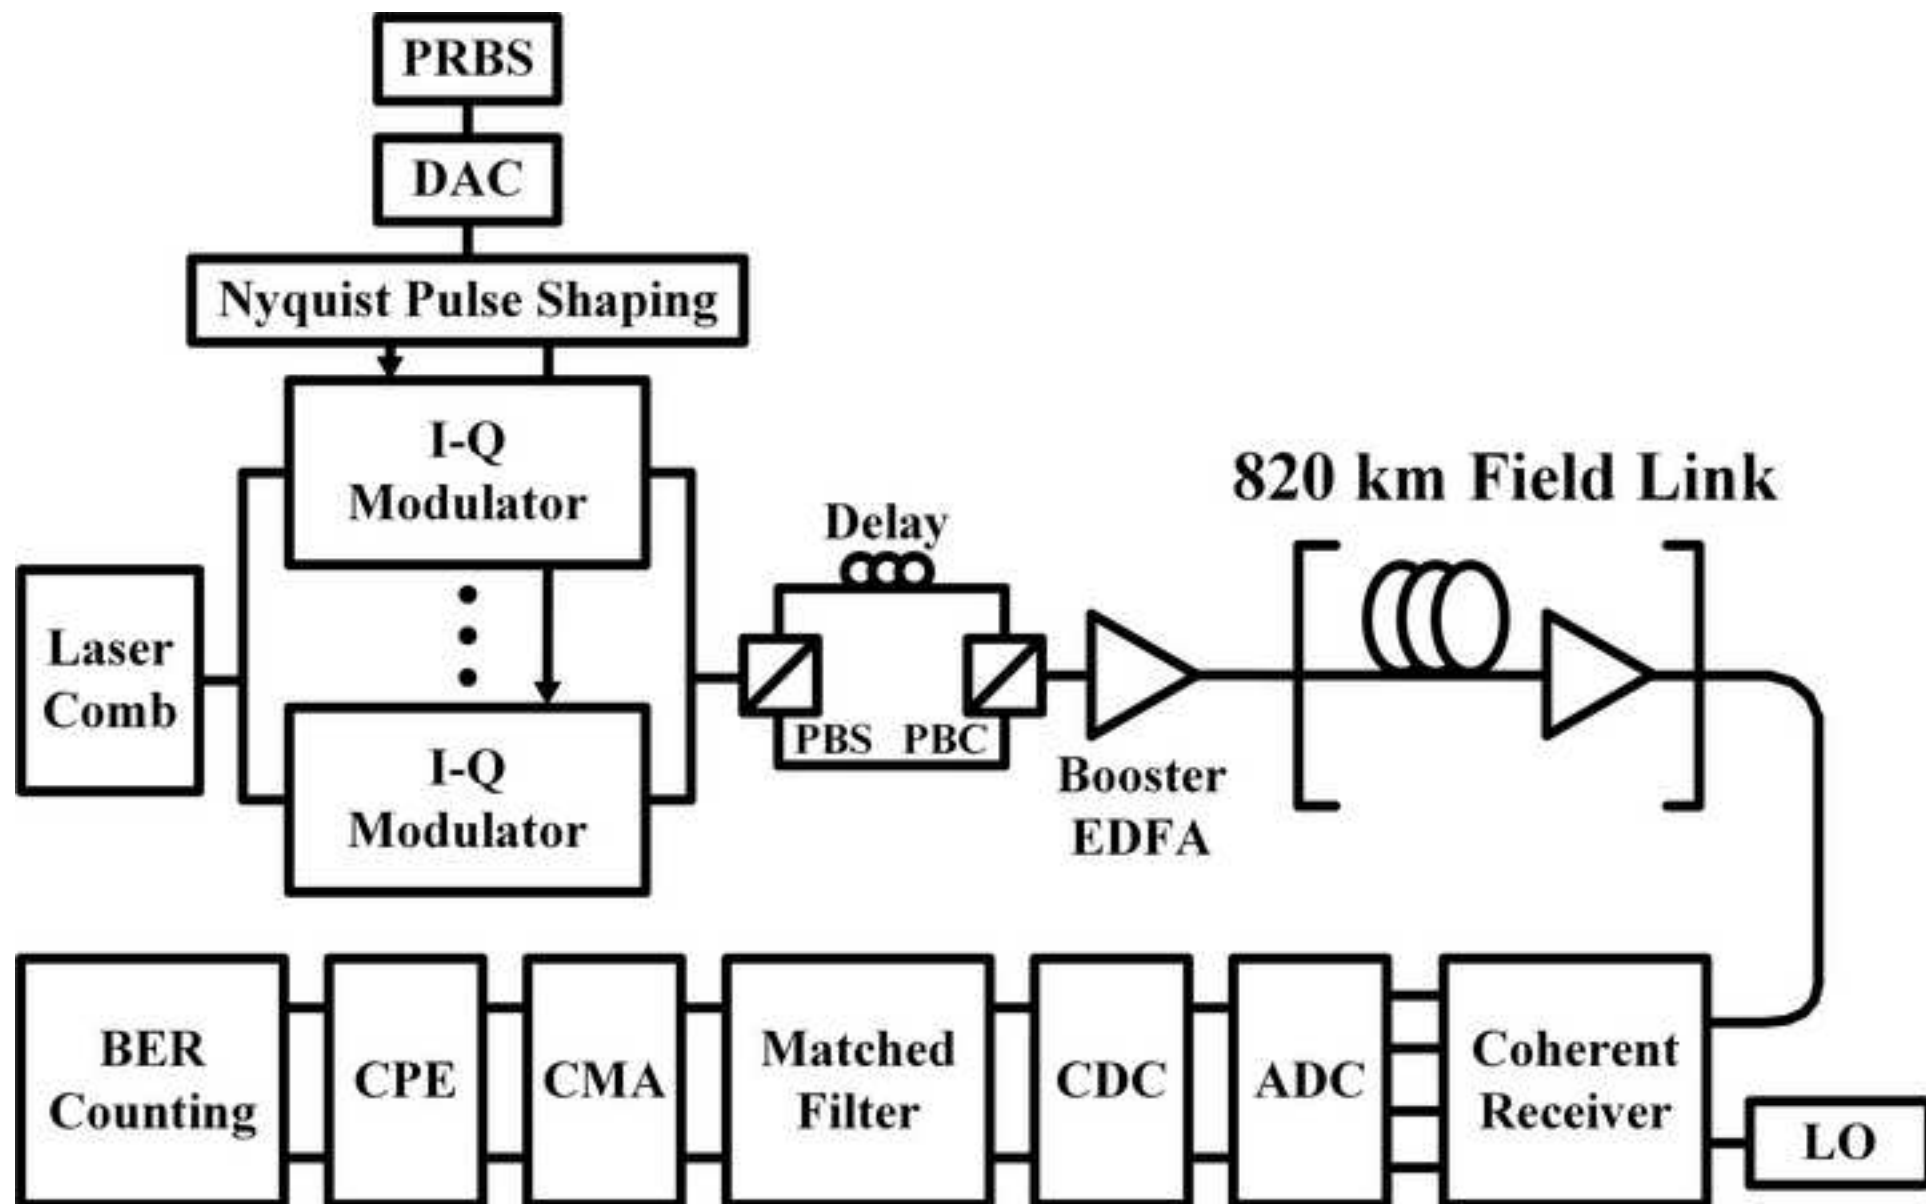 PRBS
DAC
Nyquist Pulse Shaping
I-Q
Modulator
Laser
Comb
I-Q
Modulator
Delay
PBS
PBC
Booster
EDFA
820 km Field Link
BER
Counting
CPE
CMA
Matched
Filter
CDC
ADC
Coherent
Receiver
LO